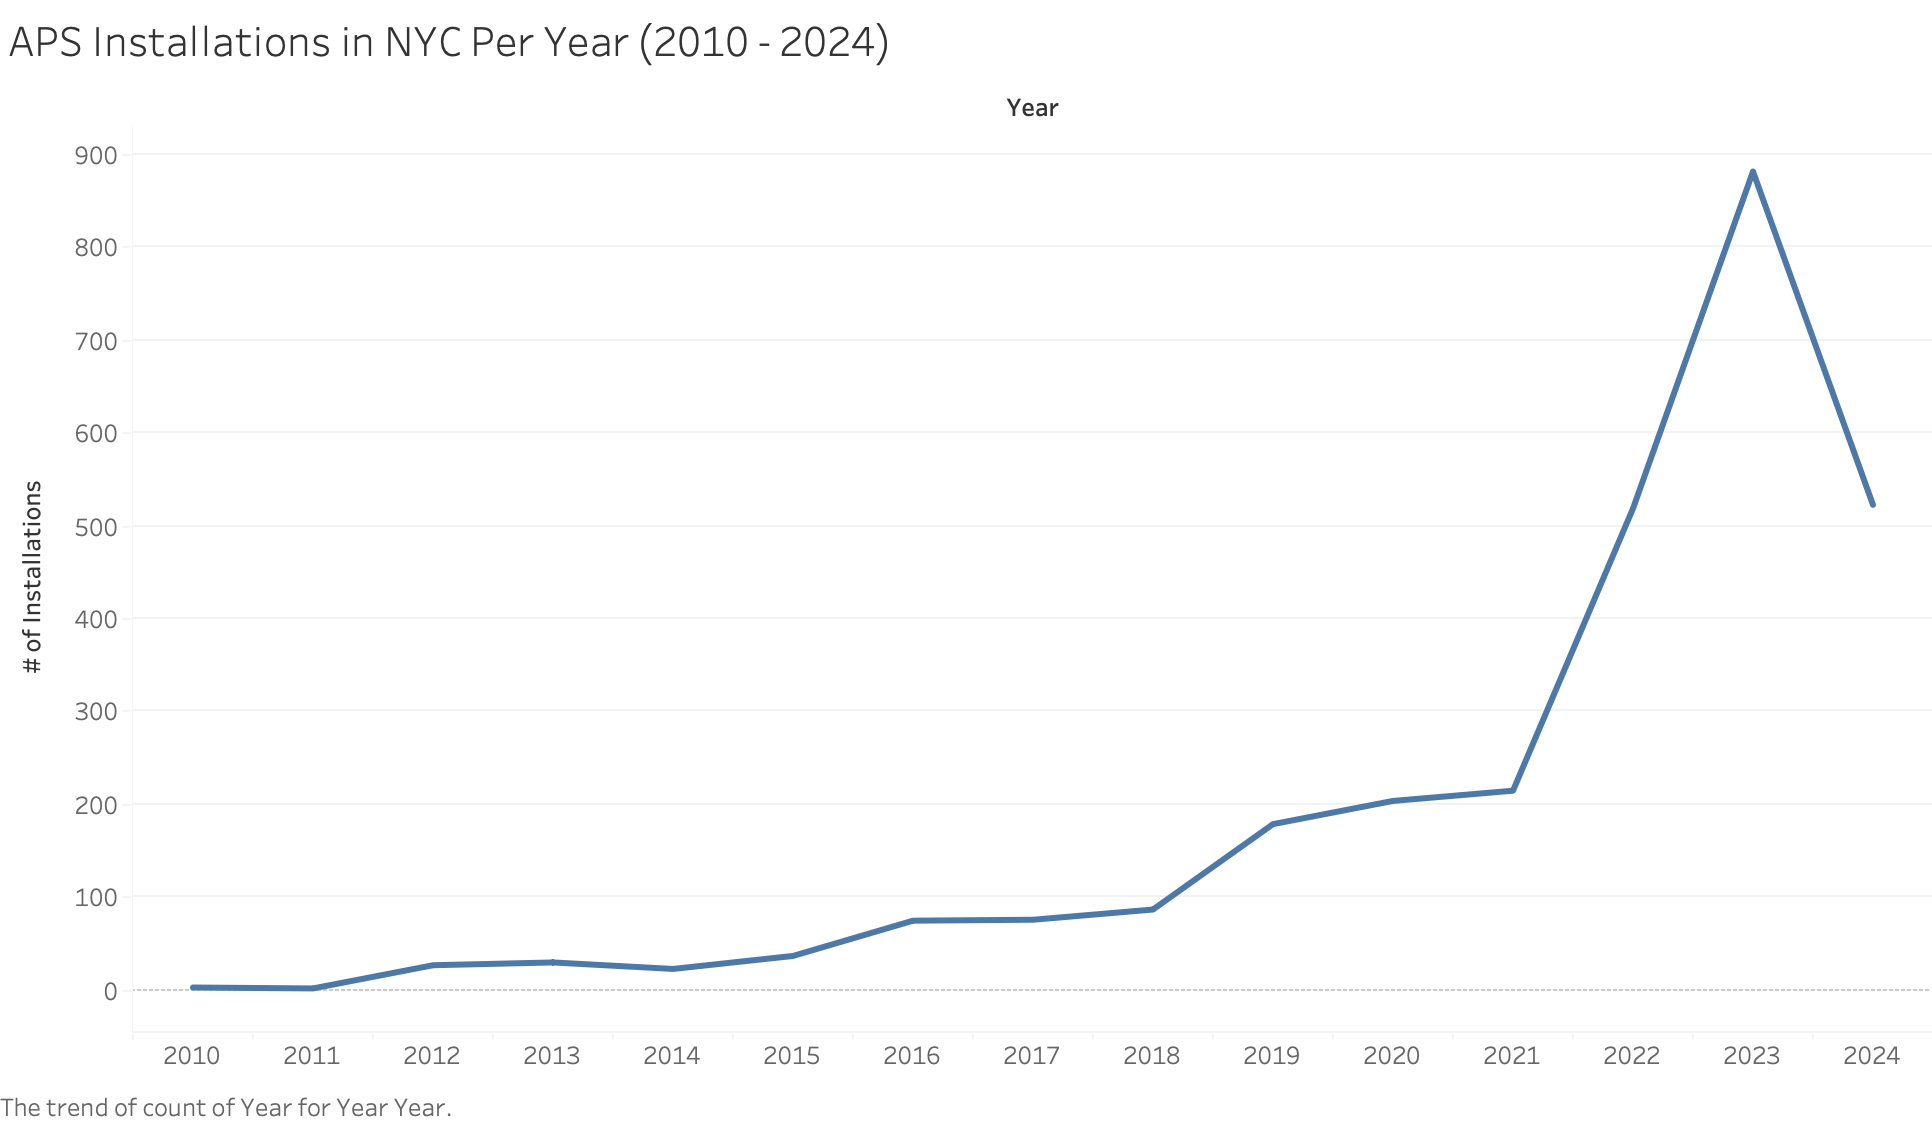 APS Installations in NYC Per Year (2010 - 2024)
Year
900
800
700
600
500
400
300
200
100
0
# of Installations
2010 2011 2012 2013 2014 2015 2016 2017 2018 2019 2020 2021 2022 2023 2024
The trend of count of Year for Year Year.